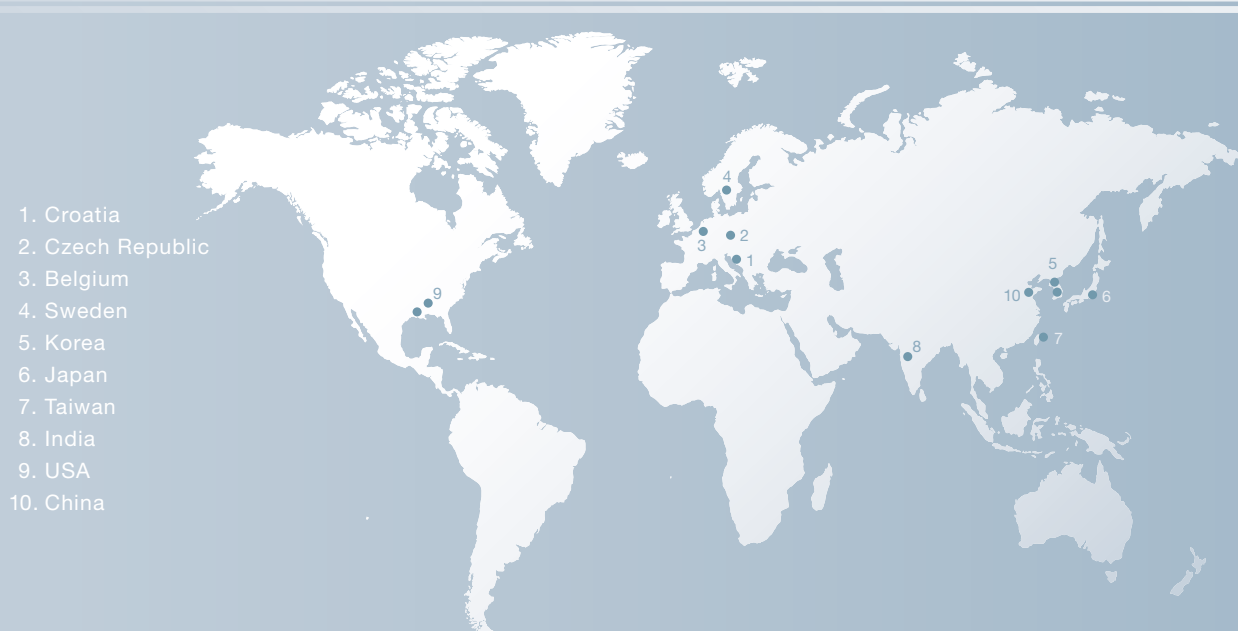 1. Croatia
2. Czech Republic
3. Belgium
4. Sweden
5. Korea
6. Japan
7. Taiwan
8. India
9. USA
10. China
4
3
2
1
9
5
10
6
7
8